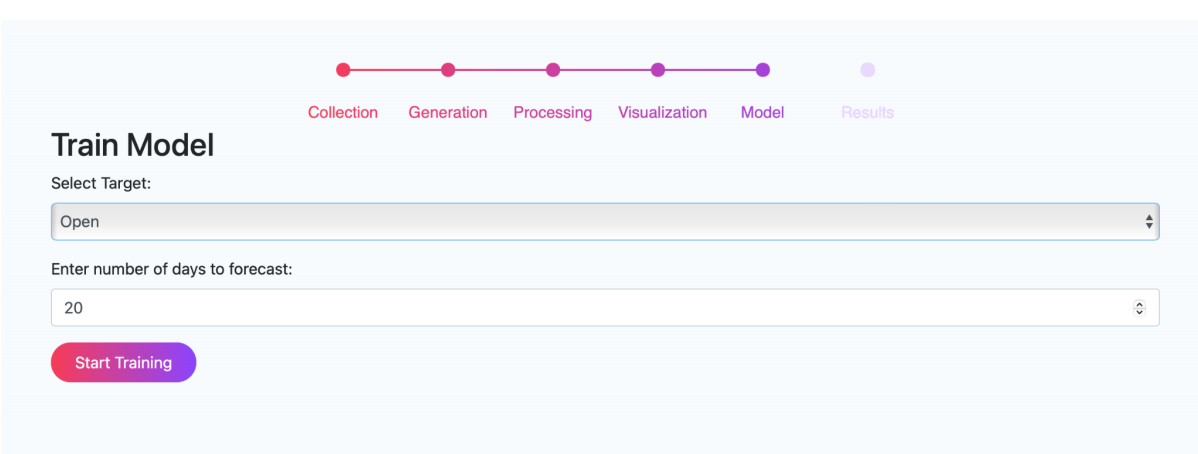 Collection Generation Processing Visualization Model Results
Train Model
Select Target:
Open
Enter number of days to forecast:
20
Start Training